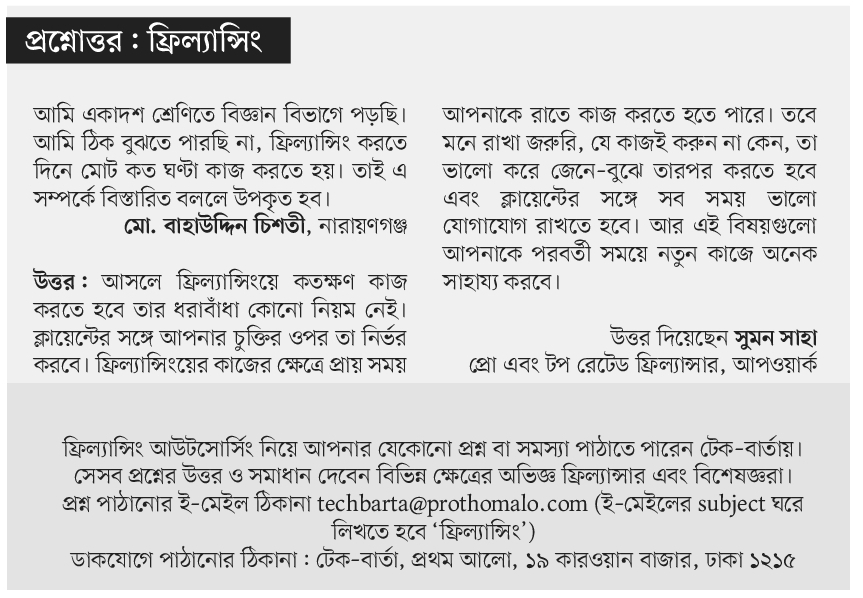 প্রশ্নোত্তর : ফ্রিল্যান্সিং
আমি একাদশ শ্রেণিতে বিজ্ঞান বিভাগে পড়ছি।
আমি ঠিক বুঝতে পারছি না, ফ্রিল্যান্সিং করতে
দিনে মোট কত ঘণ্টা কাজ করতে হয়। তাই এ
সম্পর্কে বিস্তারিত বললে উপকৃত হব।
মো. বাহাউদ্দিন চিশতী, নারায়ণগঞ্জ
উত্তর : আসলে ফ্রিল্যান্সিংয়ে কতক্ষণ কাজ
করতে হবে তার ধরাবাঁধা কোনো নিয়ম নেই।
ক্লায়েন্টের সঙ্গে আপনার চুক্তির ওপর তা নির্ভর
করবে। ফ্রিল্যান্সিংয়ের কাজের ক্ষেত্রে প্রায় সময়
আপনাকে রাতে কাজ করতে হতে পারে। তবে
মনে রাখা জরুরি, যে কাজই করুন না কেন, তা
ভালো করে জেনে-বুঝে তারপর করতে হবে
এবং ক্লায়েন্টের সঙ্গে সব সময় ভালো
যোগাযোগ রাখতে হবে। আর এই বিষয়গুলো
আপনাকে পরবর্তী সময়ে নতুন কাজে অনেক
সাহায্য করবে।
উত্তর দিয়েছেন সুমন সাহা
প্রো এবং টপ রেটেড ফ্রিল্যান্সার, আপওয়ার্ক
ফ্রিল্যান্সিং আউটসোর্সিং নিয়ে আপনার যেকোনো প্রশ্ন বা সমস্যা পাঠাতে পারেন টেক-বার্তায়।
সেসব প্রশ্নের উত্তর ও সমাধান দেবেন বিভিন্ন ক্ষেত্রের অভিজ্ঞ ফ্রিল্যান্সার এবং বিশেষজ্ঞরা।
প্রশ্ন পাঠানোর ই-মেইল ঠিকানা techbarta@prothomalo.com (ই-মেইলের subject ঘরে
লিখতে হবে ‘ফ্রিল্যান্সিং’)
ডাকযোগে পাঠানোর ঠিকানা : টেক-বার্তা, প্রথম আলো, ১৯ কারওয়ান বাজার, ঢাকা ১২১৫